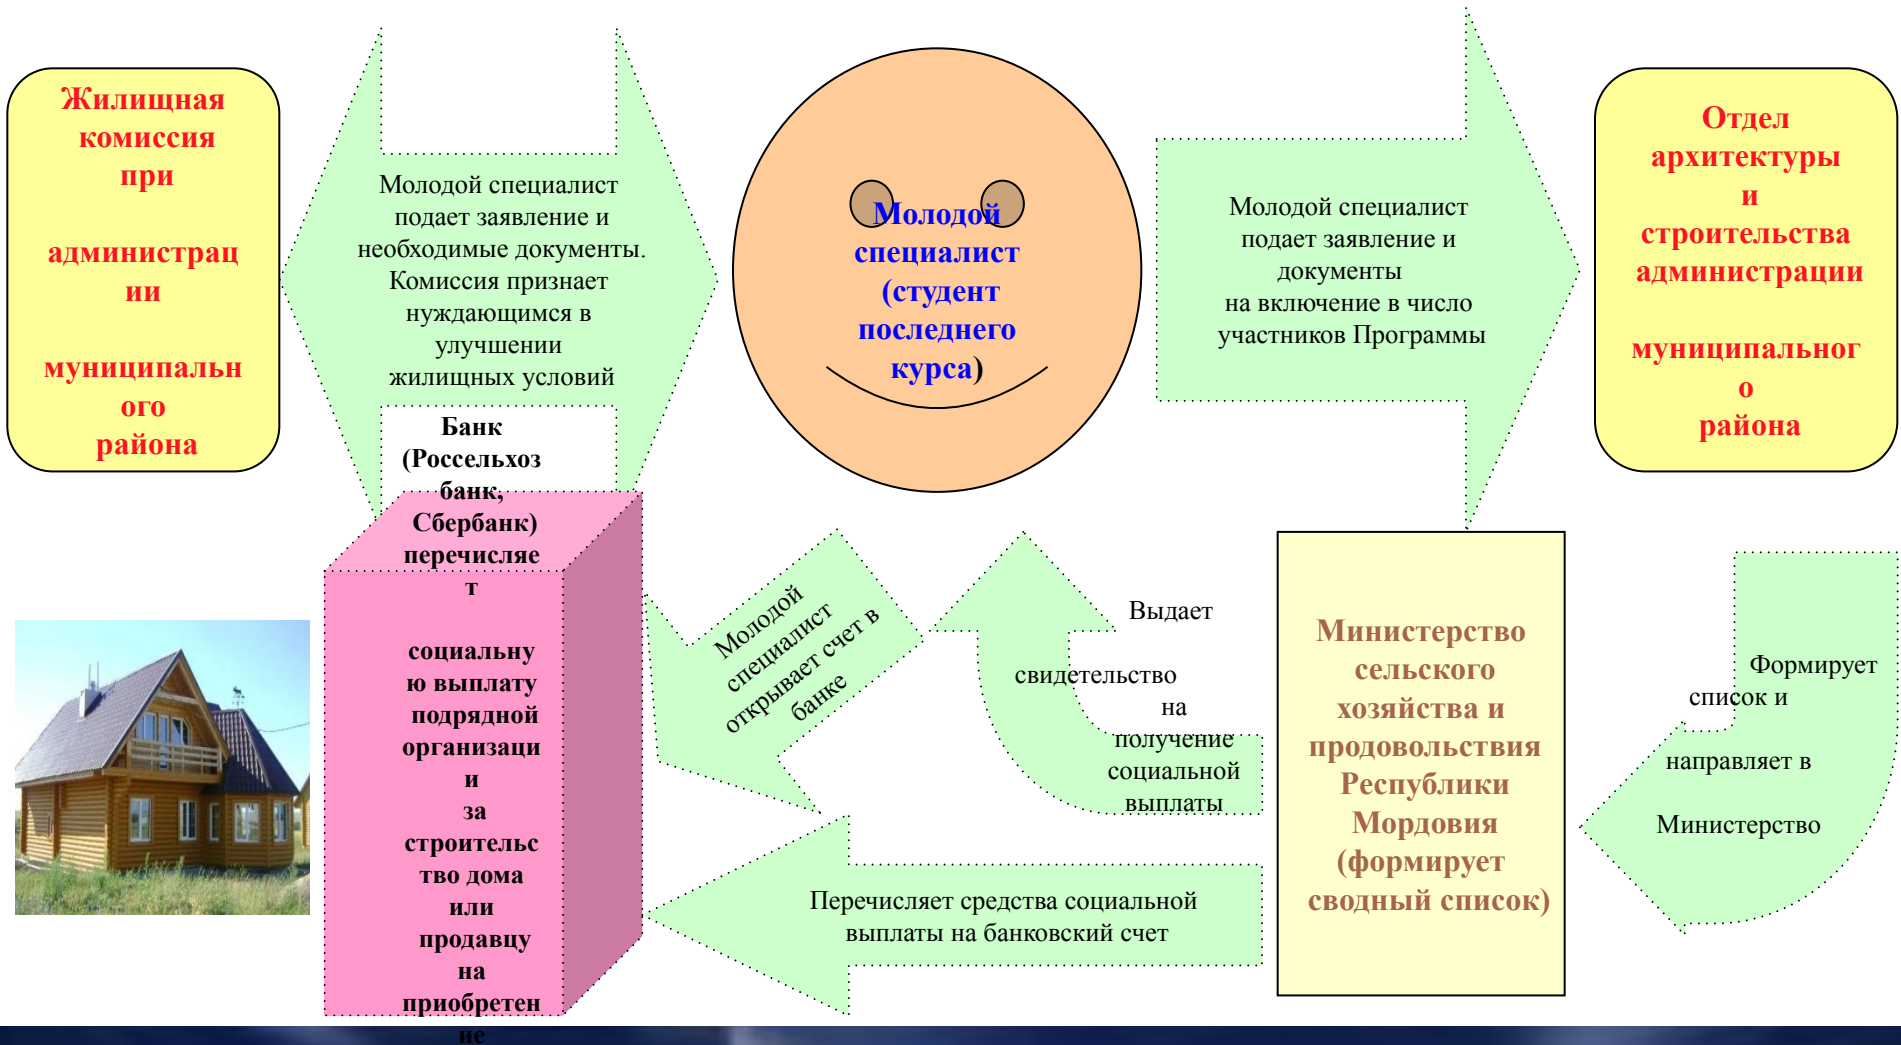 Жилищная
комиссия
при
администрац
ии
муниципальн
ого
района
Молодой специалист
подает заявление и
необходимые документы.
Комиссия признает
нуждающимся в
улучшении
жилищных условий
Молодой
специалист
(студент
последнего
курса)
Молодой специалист
подает заявление и
документы
на включение в число
участников Программы
Отдел
архитектуры
и
строительства
администрации
муниципальног
о
района
Банк
(Россельхоз
банк,
Сбербанк)
перечисляе
т
социальну
ю выплату
подрядной
организаци
и
за
строительс
тво дома
или
продавцу
на
приобретен
ие
Молодой
специалист
открывает счет в
банке
Выдает
свидетельство
на
получение
социальной
выплаты
Министерство
сельского
хозяйства и
продовольствия
Республики
Мордовия
(формирует
сводный список)
Формирует
список и
направляет в
Министерство
Перечисляет средства социальной
выплаты на банковский счет